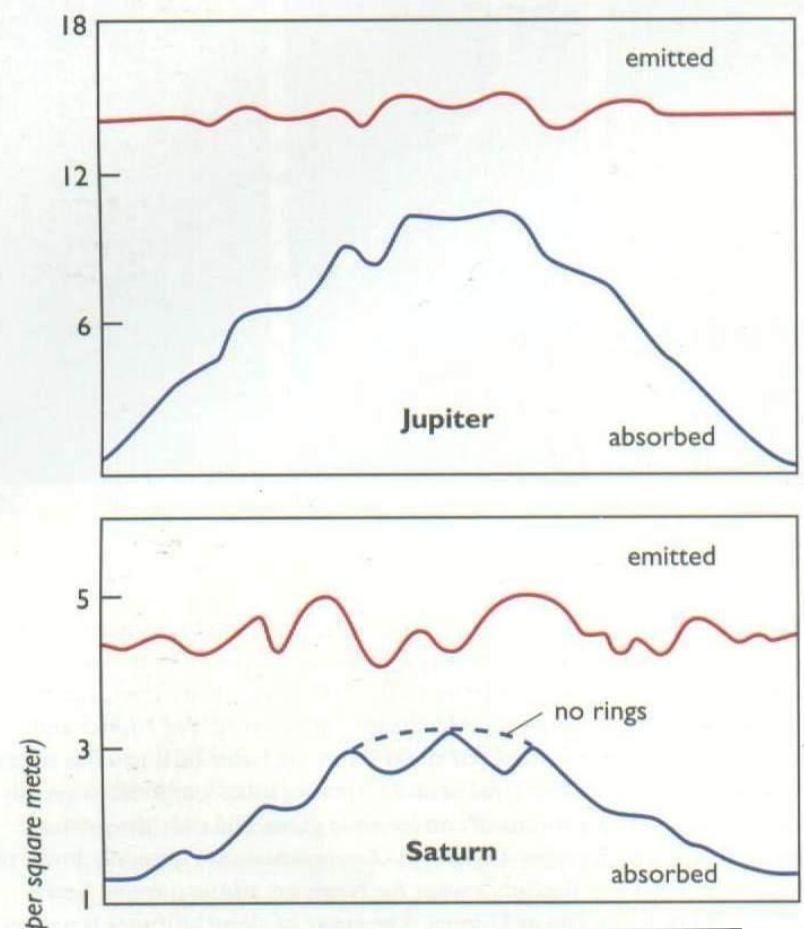 18
emitted
12
6
Jupiter
absorbed
emitted
5
no rings
3
Saturn
absorbed
1
per square meter)